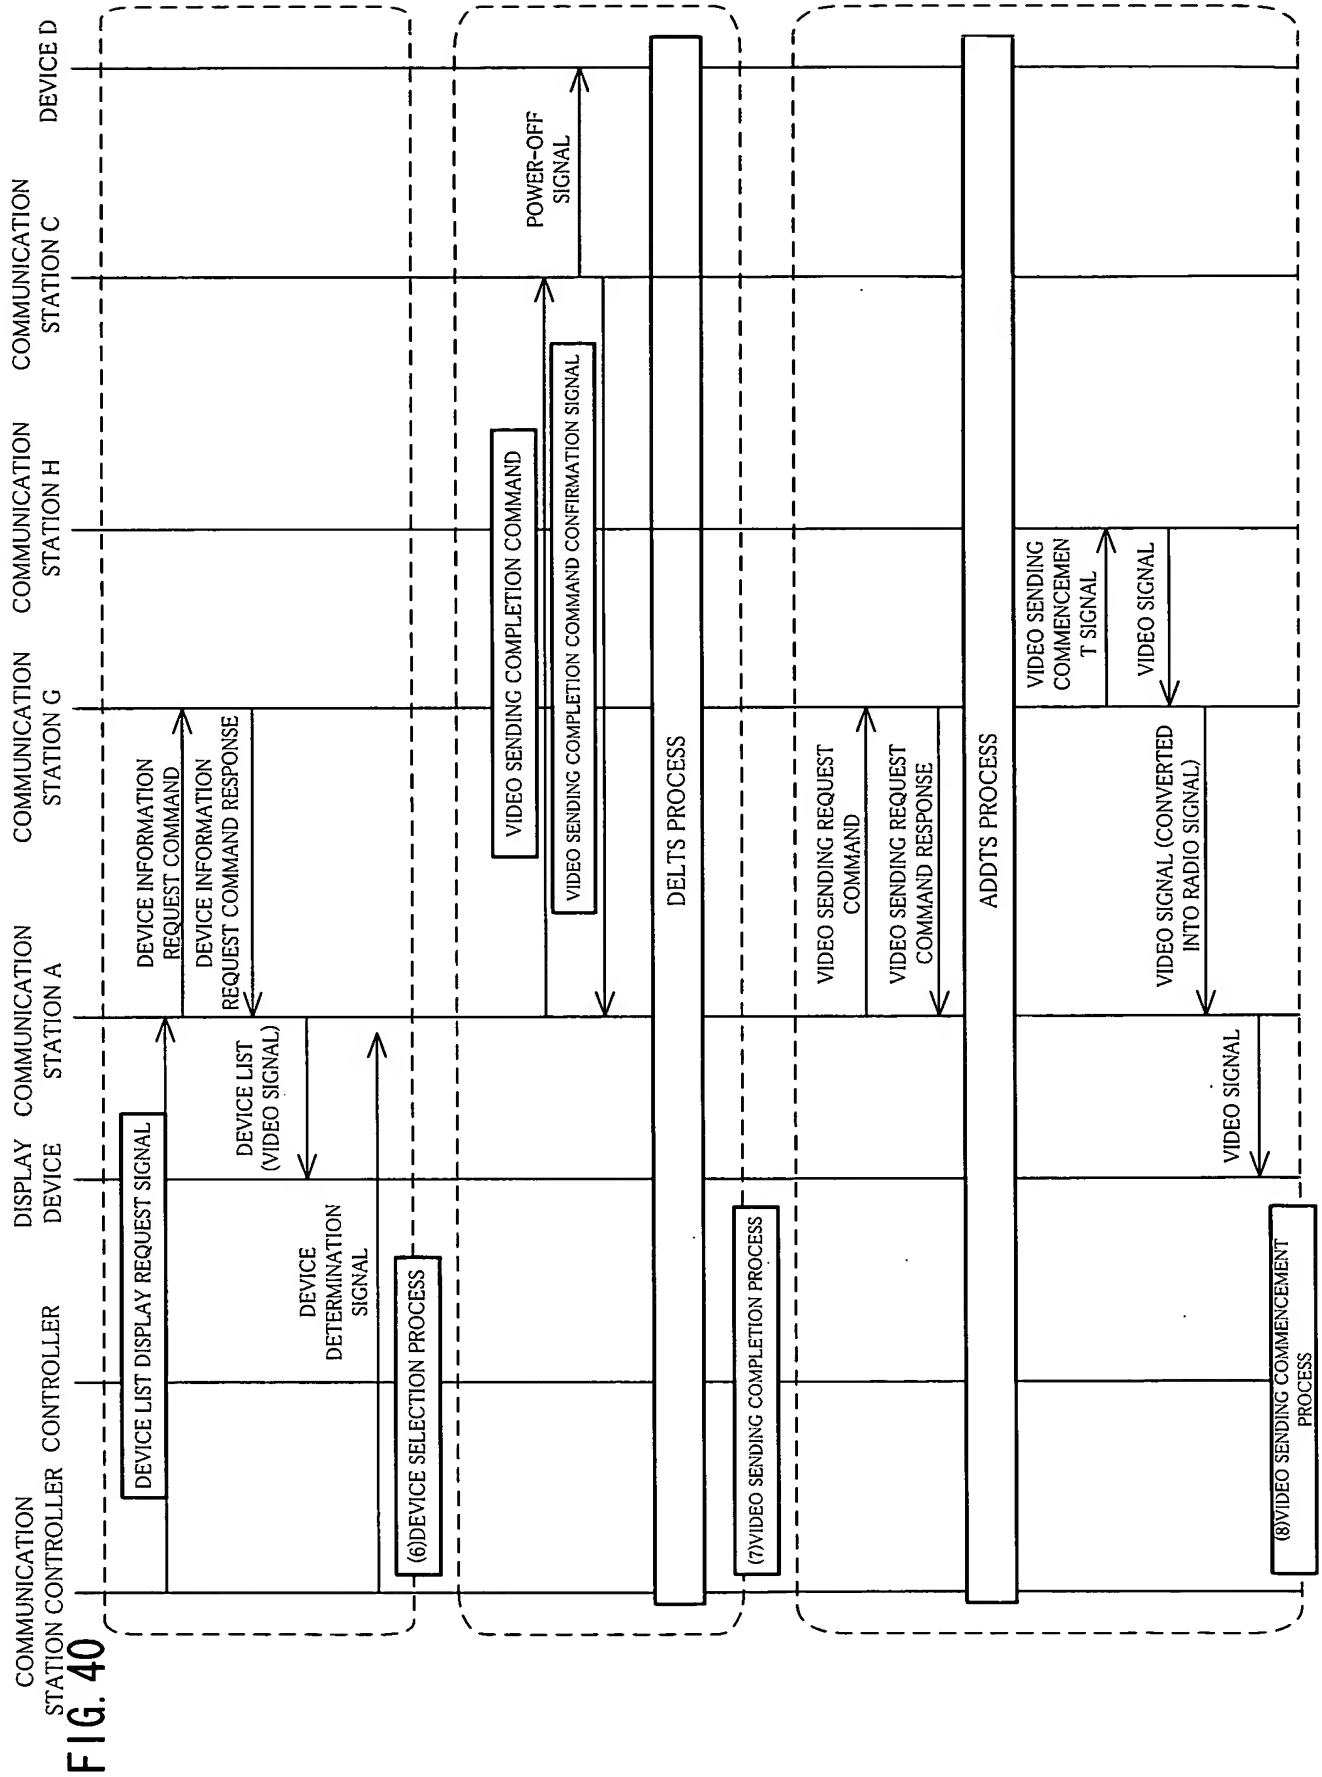 FIG. 40
COMMUNICATION
STATION CONTROLLER
CONTROLLER
DISPLAY
DEVICE
COMMUNICATION
STATION A
COMMUNICATION
STATION G
COMMUNICATION
STATION H
COMMUNICATION
STATION C
DEVICE D
DEVICE LIST DISPLAY REQUEST SIGNAL
DEVICE INFORMATION
REQUEST COMMAND
DEVICE INFORMATION
REQUEST COMMAND RESPONSE
DEVICE LIST
(VIDEO SIGNAL)
DEVICE
DETERMINATION
SIGNAL
(6)DEVICE SELECTION PROCESS
VIDEO SENDING COMPLETION COMMAND
POWER-OFF
SIGNAL
VIDEO SENDING COMPLETION COMMAND CONFIRMATION SIGNAL
DELTS PROCESS
(7)VIDEO SENDING COMPLETION PROCESS
VIDEO SENDING REQUEST
COMMAND
VIDEO SENDING REQUEST
COMMAND RESPONSE
ADDTS PROCESS
VIDEO SENDING
COMMENCEMEN
T SIGNAL
VIDEO SIGNAL
VIDEO SIGNAL (CONVERTED
INTO RADIO SIGNAL)
VIDEO SIGNAL
(8)VIDEO SENDING COMMENCEMENT
PROCESS